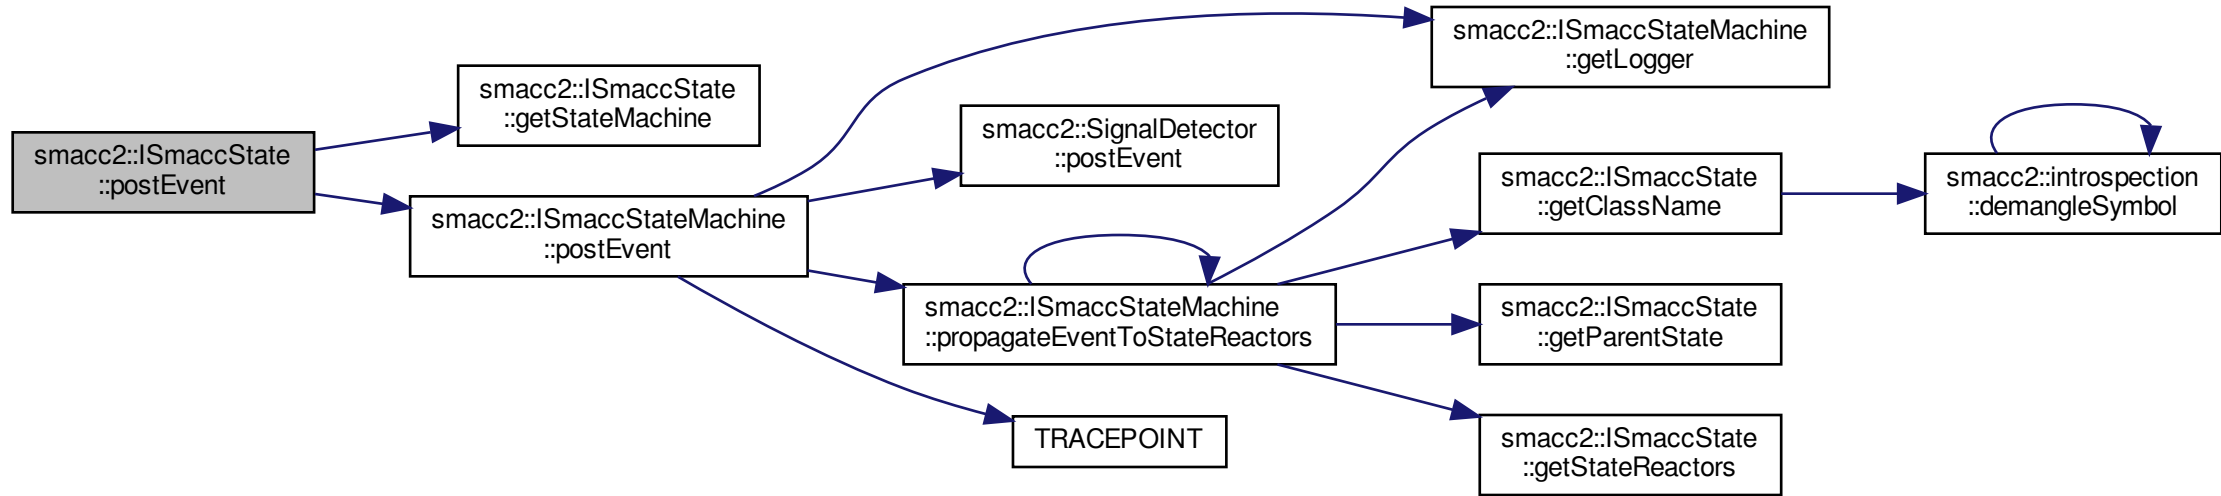 smacc2::ISmaccState
::postEvent
smacc2::ISmaccState
::getStateMachine
smacc2::ISmaccStateMachine
::postEvent
smacc2::SignalDetector
::postEvent
smacc2::ISmaccStateMachine
::propagateEventToStateReactors
TRACEPOINT
smacc2::ISmaccStateMachine
::getLogger
smacc2::ISmaccState
::getClassName
smacc2::ISmaccState
::getParentState
smacc2::ISmaccState
::getStateReactors
smacc2::introspection
::demangleSymbol